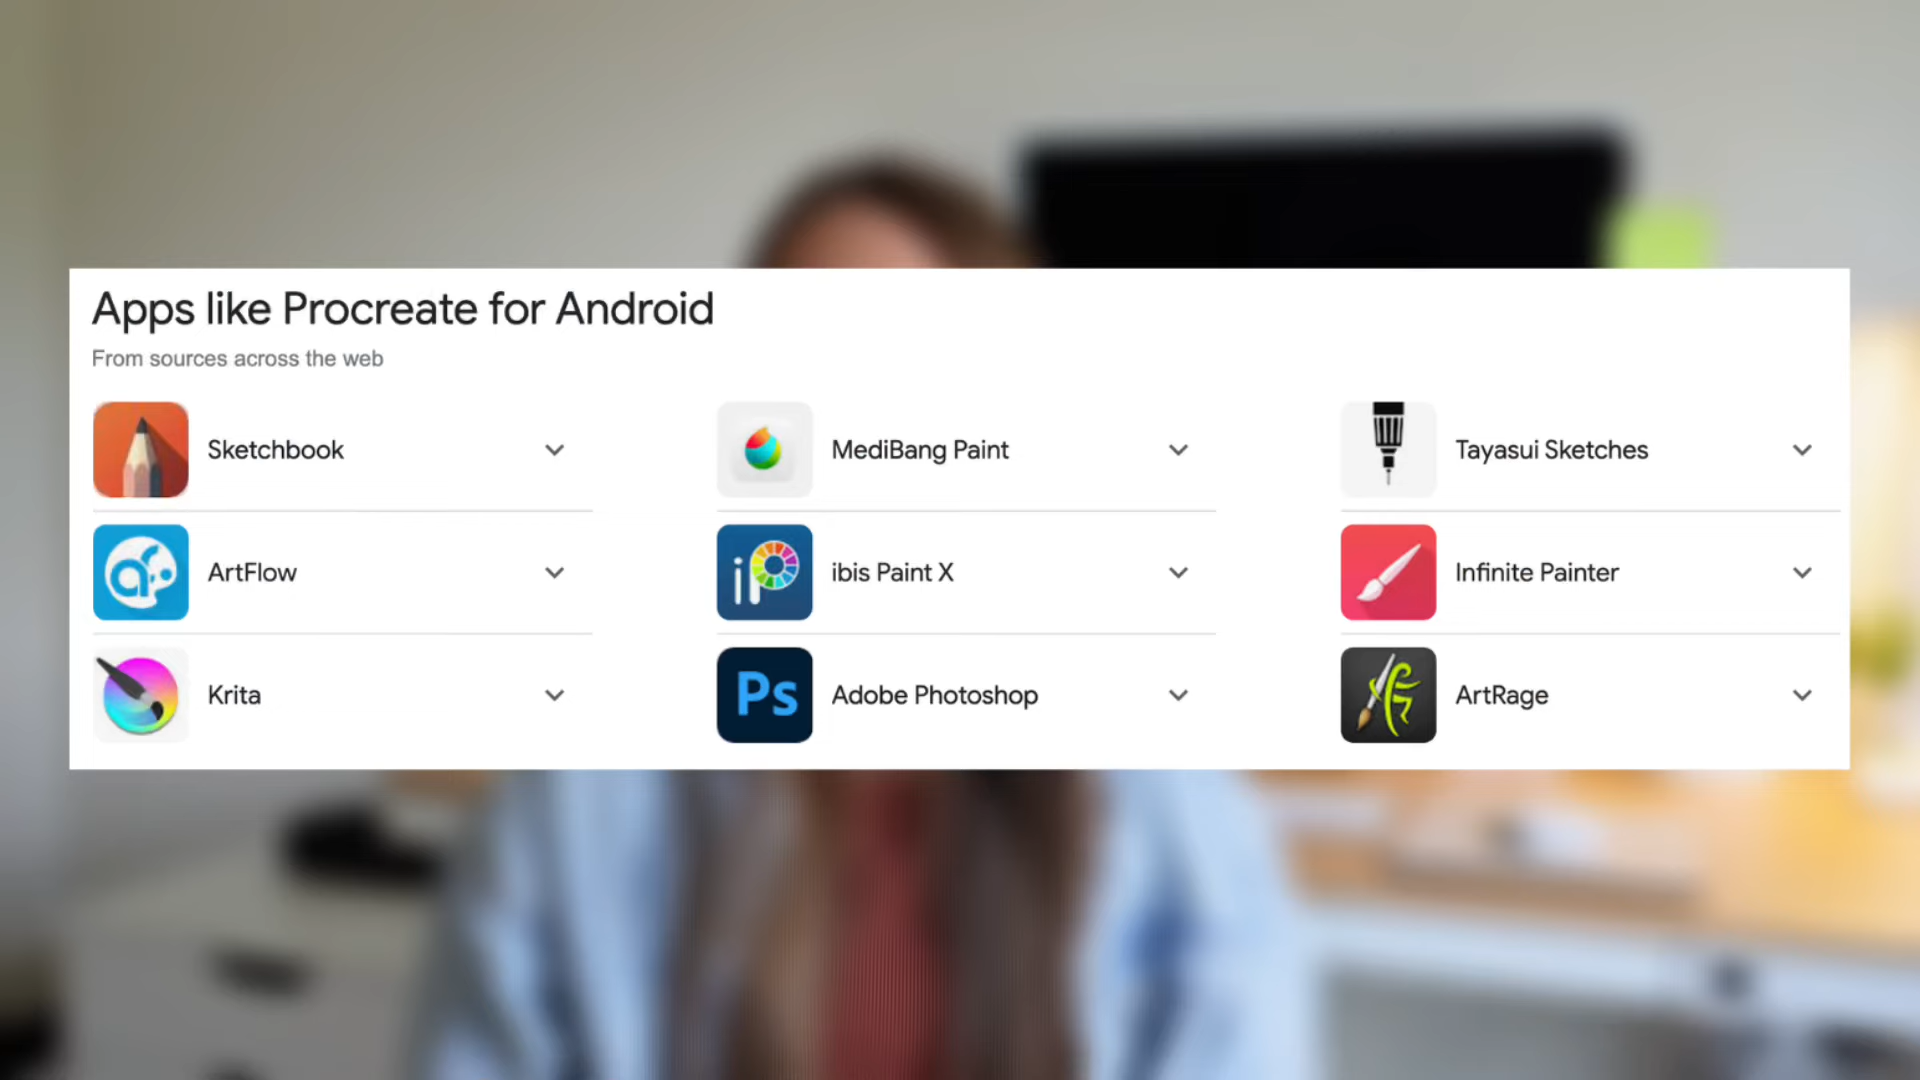 Apps like Procreate for Android
From sources across the web
Sketchbook
MediBang Paint
Tayasui Sketches
ArtFlow
iP
ibis Paint X
Infinite Painter
Krita
Ps
Adobe Photoshop
ArtRage